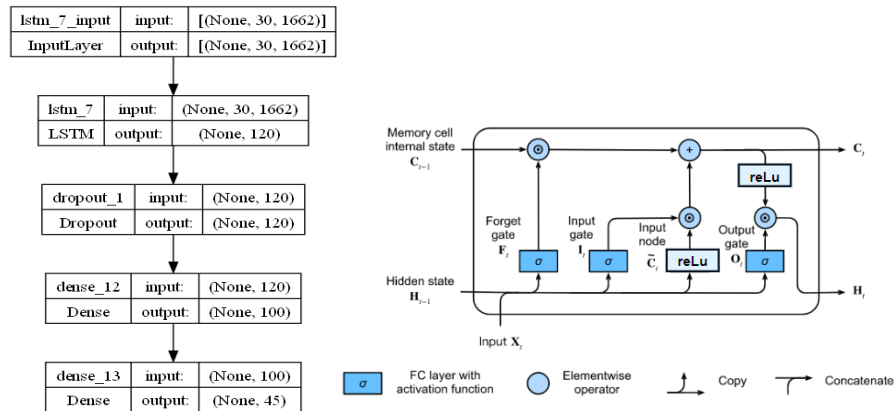 lstm_7_input input: [(None, 30, 1662)]
InputLayer output: [(None, 30, 1662)]
lstm_7 input: (None, 30, 1662)
LSTM output: (None, 120)
dropout_1 input: (None, 120)
Dropout output: (None, 120)
dense_12 input: (None, 120)
Dense output: (None, 100)
dense_13 input: (None, 100)
Dense output: (None, 45)
Memory cell
internal state
C_{t−1}
C_t
reLu
Forget
gate
F_t
Input
gate
I_t
Input
node
C̃_t
Output
gate
O_t
σ
σ
reLu
σ
Hidden state
H_{t−1}
H_t
Input X_t
σ
FC layer with
activation function
Elementwise
operator
Copy
Concatenate